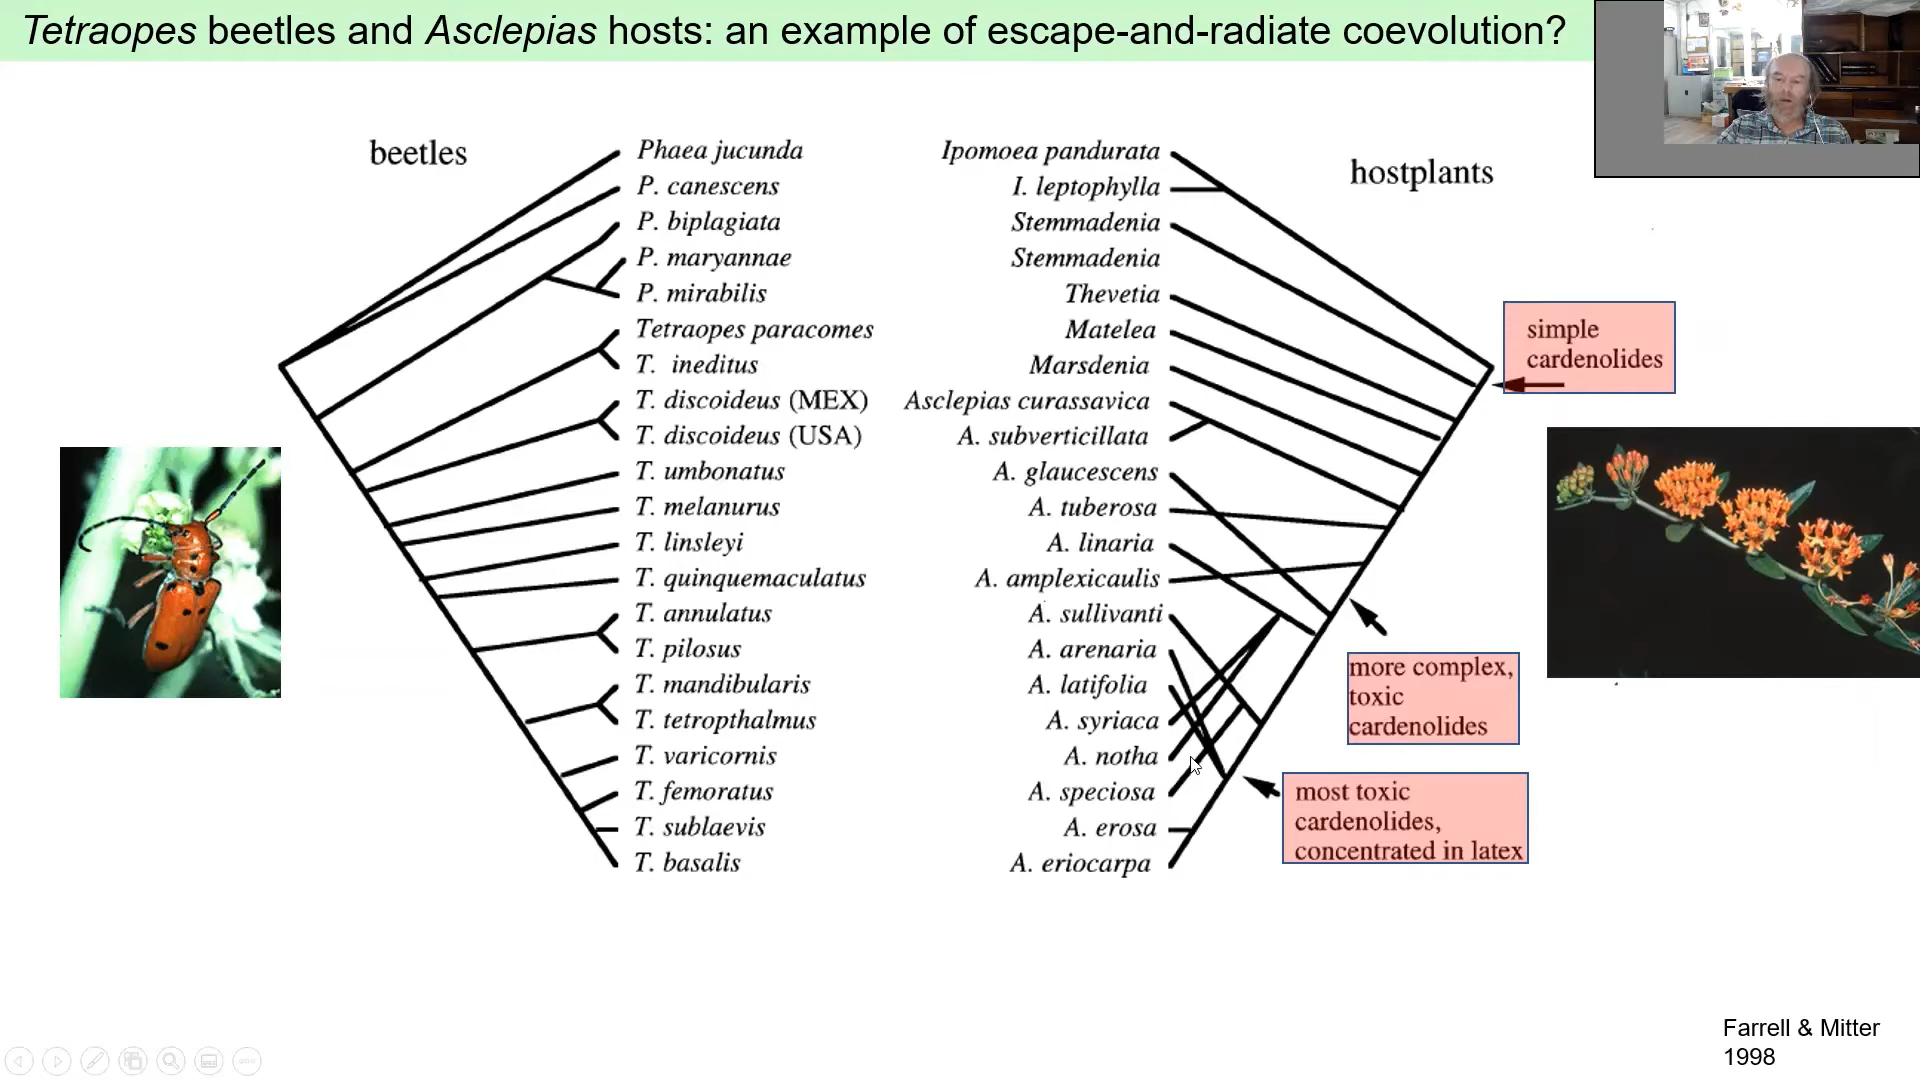 Tetraopes beetles and Asclepias hosts: an example of escape-and-radiate coevolution?
beetles
hostplants
Phaea jucunda
P. canescens
P. biplagiata
P. maryannae
P. mirabilis
Tetraopes paracomes
T. ineditus
T. discoideus (MEX)
T. discoideus (USA)
T. umbonatus
T. melanurus
T. linsleyi
T. quinquemaculatus
T. annulatus
T. pilosus
T. mandibularis
T. tetropthalmus
T. varicornis
T. femoratus
T. sublaevis
T. basalis
Ipomoea pandurata
I. leptophylla
Stemmadenia
Stemmadenia
Thevetia
Matelea
Marsdenia
Asclepias curassavica
A. subverticillata
A. glaucescens
A. tuberosa
A. linaria
A. amplexicaulis
A. sullivanti
A. arenaria
A. latifolia
A. syriaca
A. notha
A. speciosa
A. erosa
A. eriocarpa
simple
cardenolides
more complex,
toxic
cardenolides
most toxic
cardenolides,
concentrated in latex
Farrell & Mitter
1998